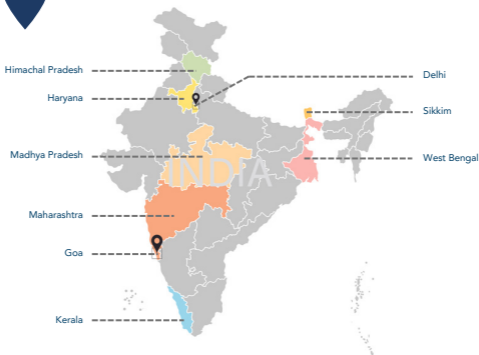 Himachal Pradesh
Delhi
Haryana
Sikkim
Madhya Pradesh
West Bengal
INDIA
Maharashtra
Goa
Kerala